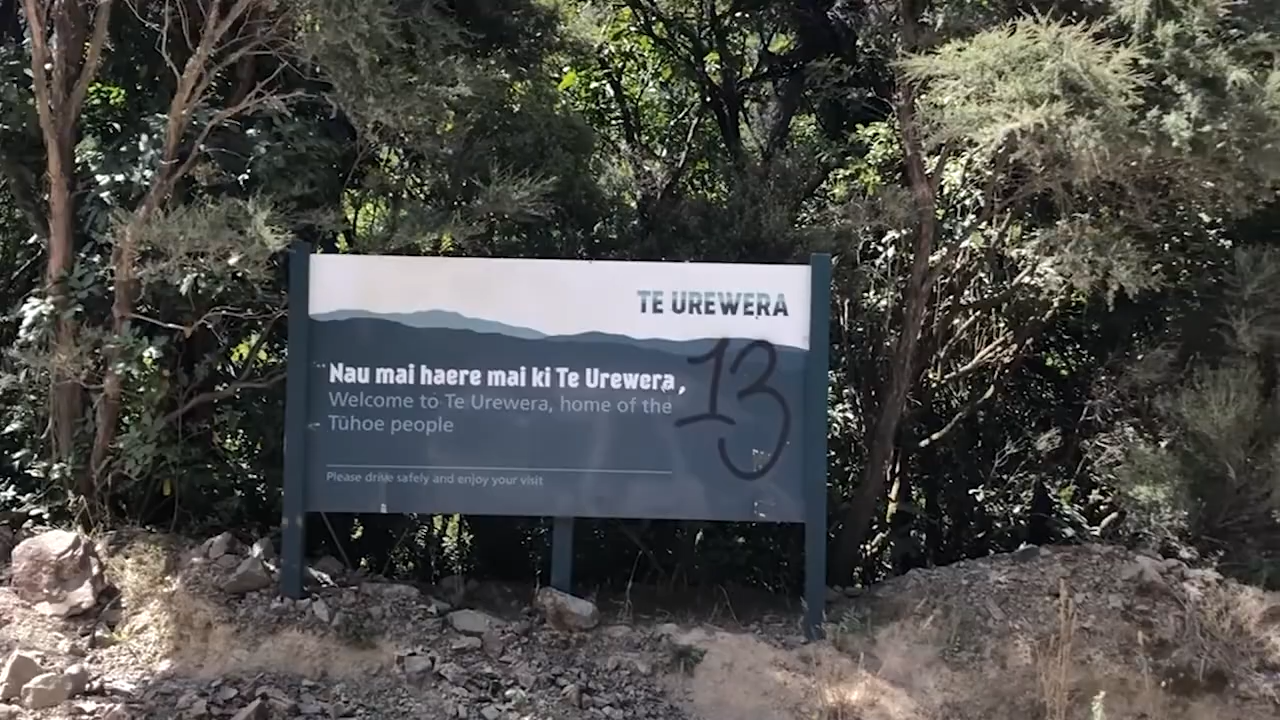 TE UREWERA
Nau mai haere mai ki Te Urewera,
13
Welcome to Te Urewera, home of the
Tūhoe people
Please drive safely and enjoy your visit